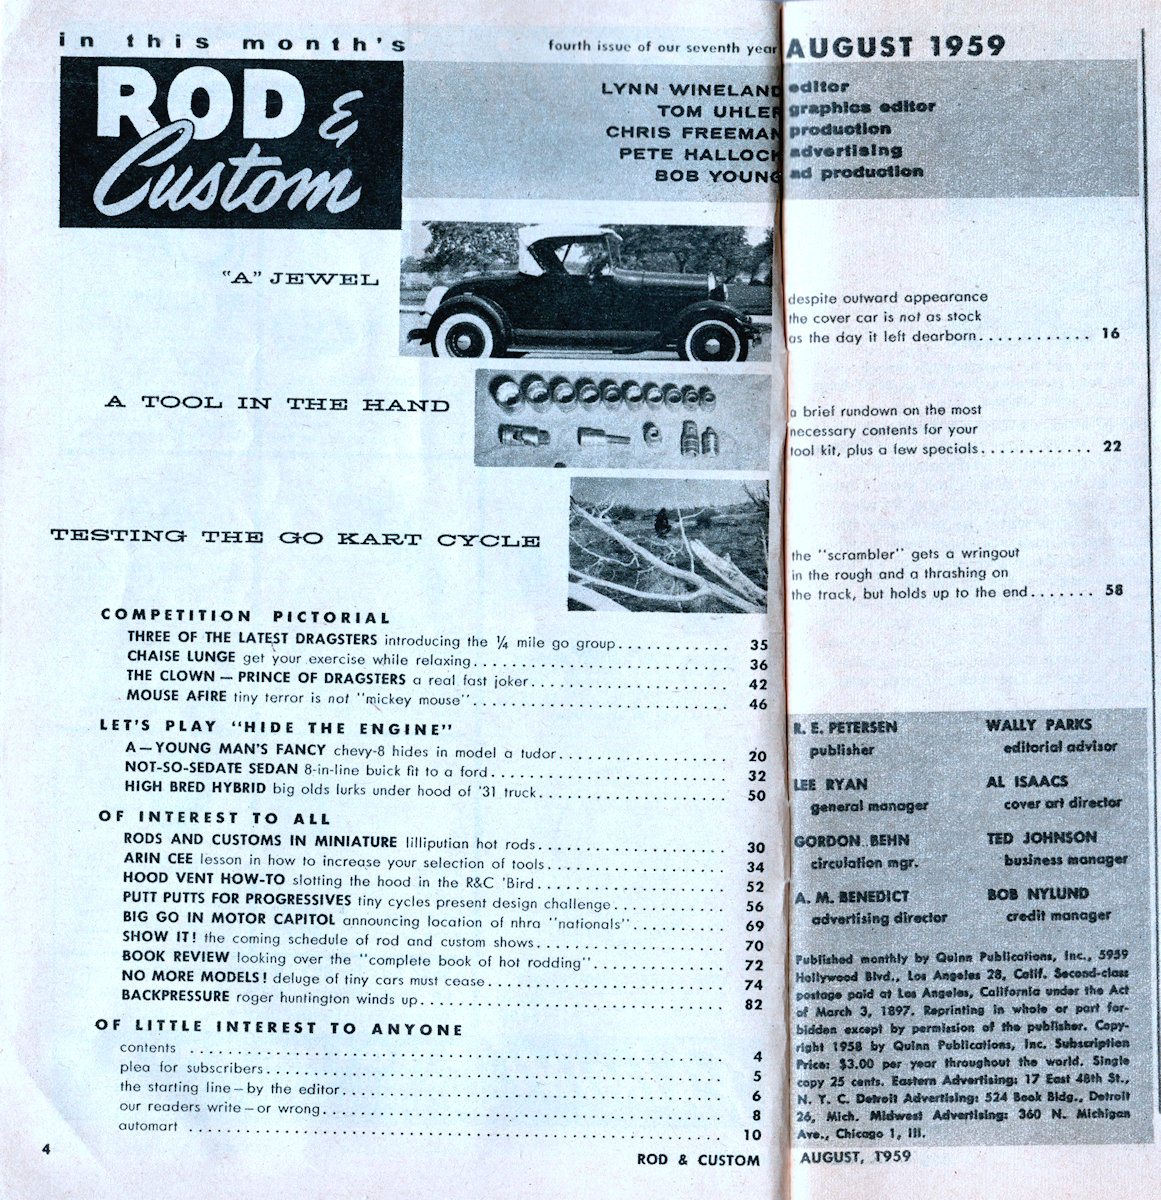 in this month's
fourth issue of our seventh year AUGUST 1959
ROD &
Custom
LYNN WINELAND editor
TOM UHLER graphics editor
CHRIS FREEMAN production
PETE HALLOCK advertising
BOB YOUNG ad production
"A" JEWEL
despite outward appearance
the cover car is not as stock
as the day it left dearborn............ 16
A TOOL IN THE HAND
a brief rundown on the most
necessary contents for your
tool kit, plus a few specials............ 22
TESTING THE GO KART CYCLE
the "scrambler" gets a wringout
in the rough and a thrashing on
the track, but holds up to the end....... 58
COMPETITION PICTORIAL
THREE OF THE LATEST DRAGSTERS introducing the ¼ mile go group............ 35
CHAISE LUNGE get your exercise while relaxing............................ 36
THE CLOWN — PRINCE OF DRAGSTERS a real fast joker..................... 42
MOUSE AFIRE tiny terror is not "mickey mouse"............................ 46
LET'S PLAY "HIDE THE ENGINE"
A—YOUNG MAN'S FANCY chevy-8 hides in model a tudor.................. 20
NOT-SO-SEDATE SEDAN 8-in-line buick fit to a ford......................... 32
HIGH BRED HYBRID big olds lurks under hood of '31 truck.................... 50
OF INTEREST TO ALL
RODS AND CUSTOMS IN MINIATURE lilliputian hot rods..................... 30
ARIN CEE lesson in how to increase your selection of tools.................... 34
HOOD VENT HOW-TO slotting the hood in the R&C 'Bird..................... 52
PUTT PUTTS FOR PROGRESSIVES tiny cycles present design challenge............ 56
BIG GO IN MOTOR CAPITOL announcing location of nhra "nationals"........... 69
SHOW IT! the coming schedule of rod and custom shows..................... 70
BOOK REVIEW looking over the "complete book of hot rodding"............... 72
NO MORE MODELS! deluge of tiny cars must cease.......................... 74
BACKPRESSURE roger huntington winds up................................. 82
OF LITTLE INTEREST TO ANYONE
contents ............................................................ 4
plea for subscribers................................................... 5
the starting line—by the editor........................................... 6
our readers write—or wrong............................................. 8
automart ............................................................ 10
R. E. PETERSEN
publisher
WALLY PARKS
editorial advisor
LEE RYAN
general manager
AL ISAACS
cover art director
GORDON BEHN
circulation mgr.
TED JOHNSON
business manager
A. M. BENEDICT
advertising director
BOB NYLUND
credit manager
Published monthly by Quinn Publications, Inc., 5959
Hollywood Blvd., Los Angeles 28, Calif. Second-class
postage paid at Los Angeles, California under the Act
of March 3, 1897. Reprinting in whole or part for-
bidden except by permission of the publisher. Copy-
right 1958 by Quinn Publications, Inc. Subscription
Price: $3.00 per year throughout the world. Single
copy 25 cents. Eastern Advertising: 17 East 48th St.,
N. Y. C. Detroit Advertising: 524 Book Bldg., Detroit
26, Mich. Midwest Advertising: 360 N. Michigan
Ave., Chicago 1, Ill.
4
ROD & CUSTOM
AUGUST, 1959